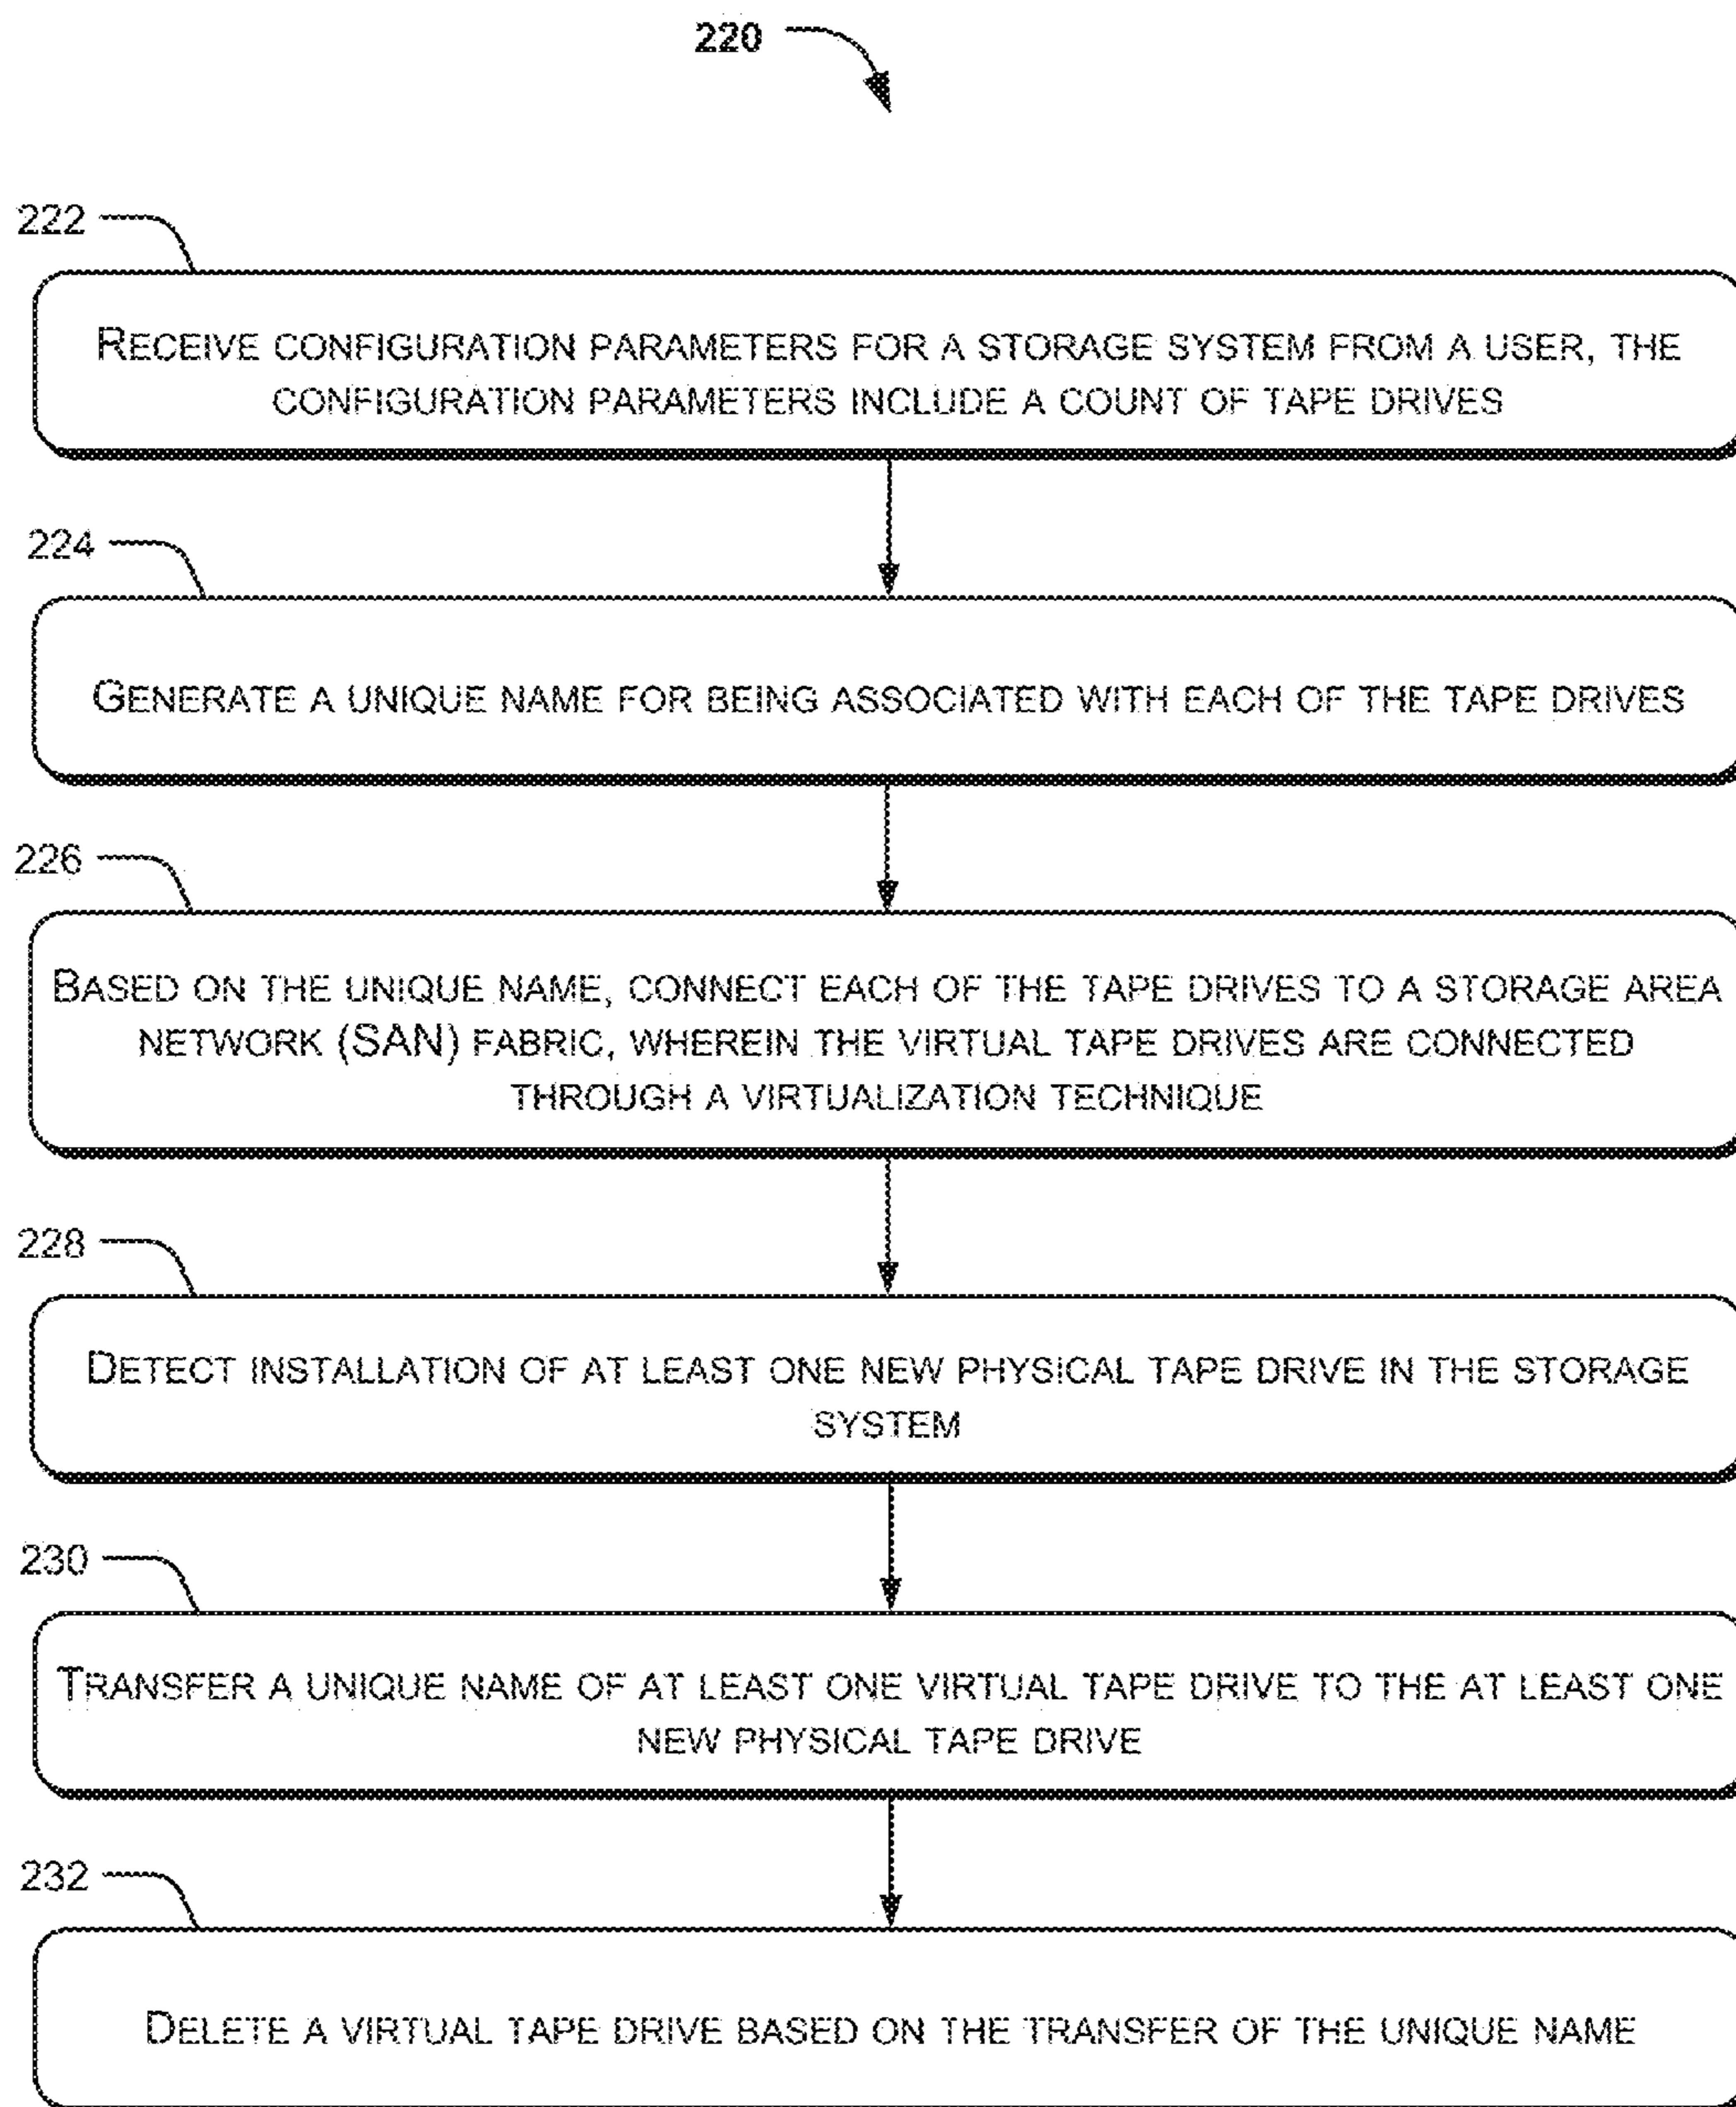 220
222
RECEIVE CONFIGURATION PARAMETERS FOR A STORAGE SYSTEM FROM A USER, THE
CONFIGURATION PARAMETERS INCLUDE A COUNT OF TAPE DRIVES
224
GENERATE A UNIQUE NAME FOR BEING ASSOCIATED WITH EACH OF THE TAPE DRIVES
226
BASED ON THE UNIQUE NAME, CONNECT EACH OF THE TAPE DRIVES TO A STORAGE AREA
NETWORK (SAN) FABRIC, WHEREIN THE VIRTUAL TAPE DRIVES ARE CONNECTED
THROUGH A VIRTUALIZATION TECHNIQUE
228
DETECT INSTALLATION OF AT LEAST ONE NEW PHYSICAL TAPE DRIVE IN THE STORAGE
SYSTEM
230
TRANSFER A UNIQUE NAME OF AT LEAST ONE VIRTUAL TAPE DRIVE TO THE AT LEAST ONE
NEW PHYSICAL TAPE DRIVE
232
DELETE A VIRTUAL TAPE DRIVE BASED ON THE TRANSFER OF THE UNIQUE NAME